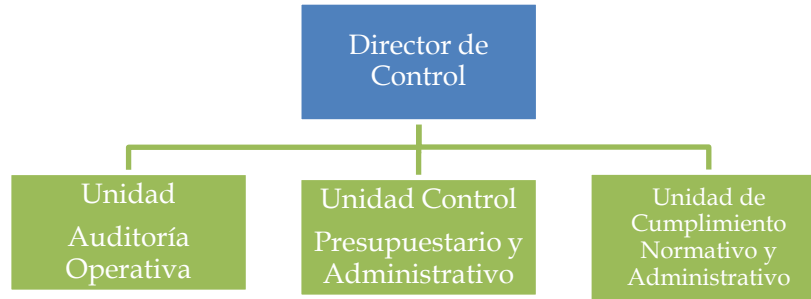 Director de
Control
Unidad
Auditoría
Operativa
Unidad Control
Presupuestario y
Administrativo
Unidad de
Cumplimiento
Normativo y
Administrativo